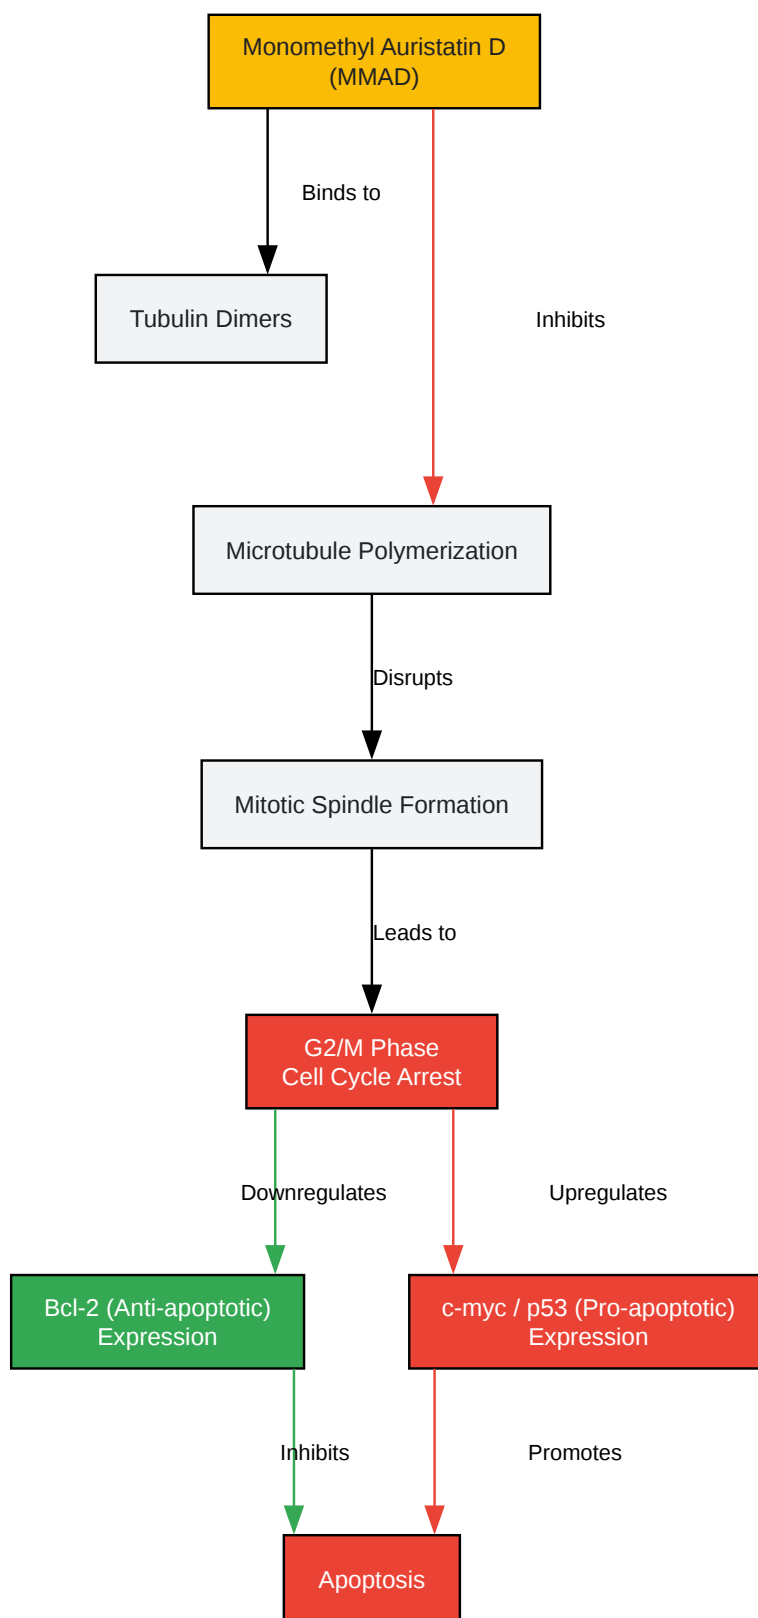 Monomethyl Auristatin D
(MMAD)
Binds to
Tubulin Dimers
Inhibits
Microtubule Polymerization
Disrupts
Mitotic Spindle Formation
Leads to
G2/M Phase
Cell Cycle Arrest
Downregulates
Upregulates
Bcl-2 (Anti-apoptotic)
Expression
c-myc / p53 (Pro-apoptotic)
Expression
Inhibits
Promotes
Apoptosis